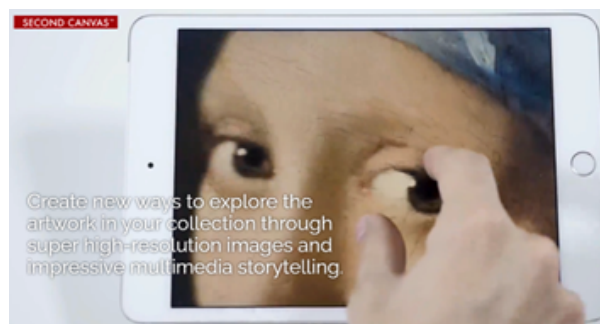 SECOND CANVAS™
Create new ways to explore the
artwork in your collection through
super high-resolution images and
impressive multimedia storytelling.